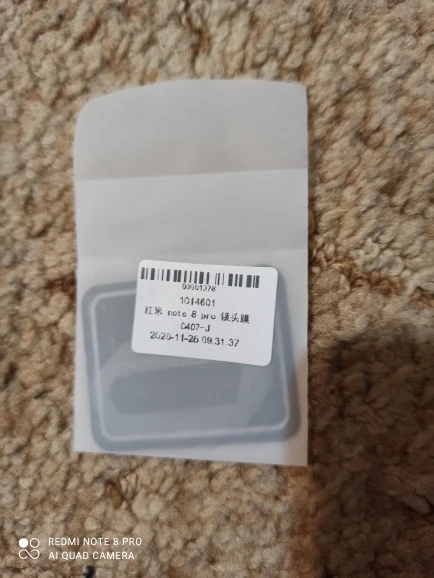 03001378
1014601
红米 note 8 pro 镜头膜
C407-J
2020-11-26 09.31.37
REDMI NOTE 8 PRO
AI QUAD CAMERA